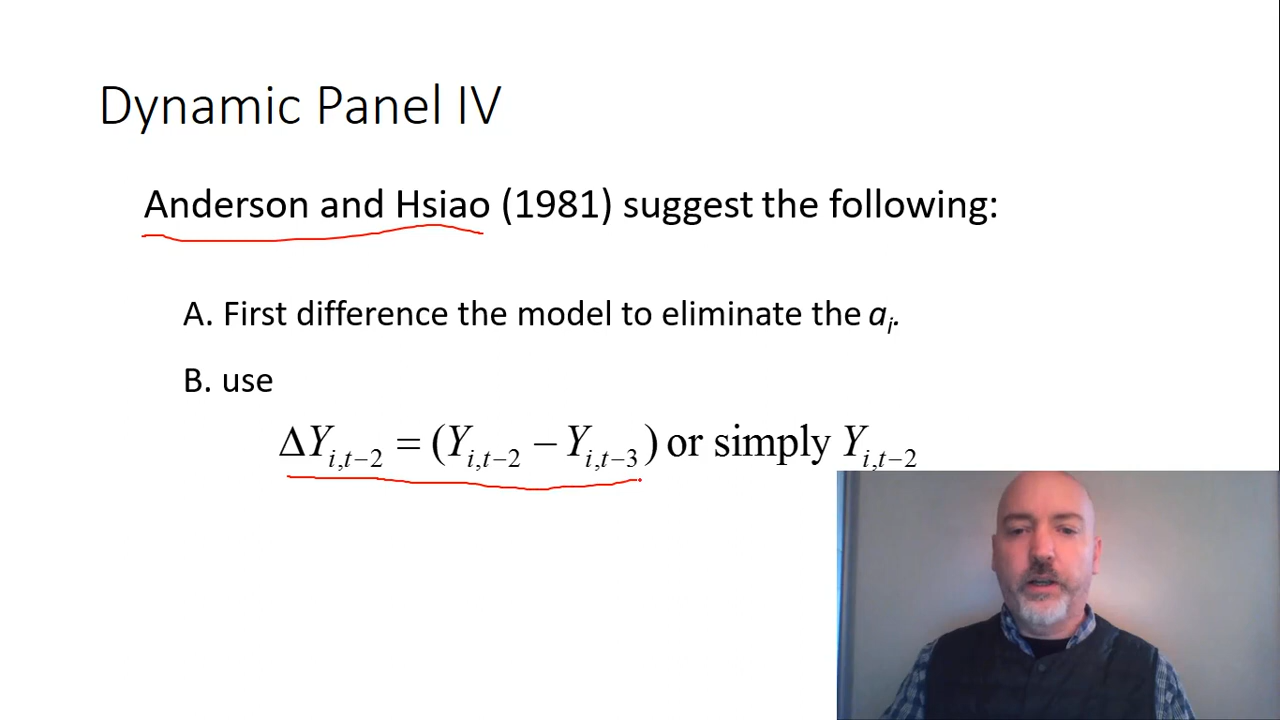 Dynamic Panel IV
Anderson and Hsiao (1981) suggest the following:
A. First difference the model to eliminate the aᵢ.
B. use
ΔY_{i,t−2} = (Y_{i,t−2} − Y_{i,t−3}) or simply Y_{i,t−2}